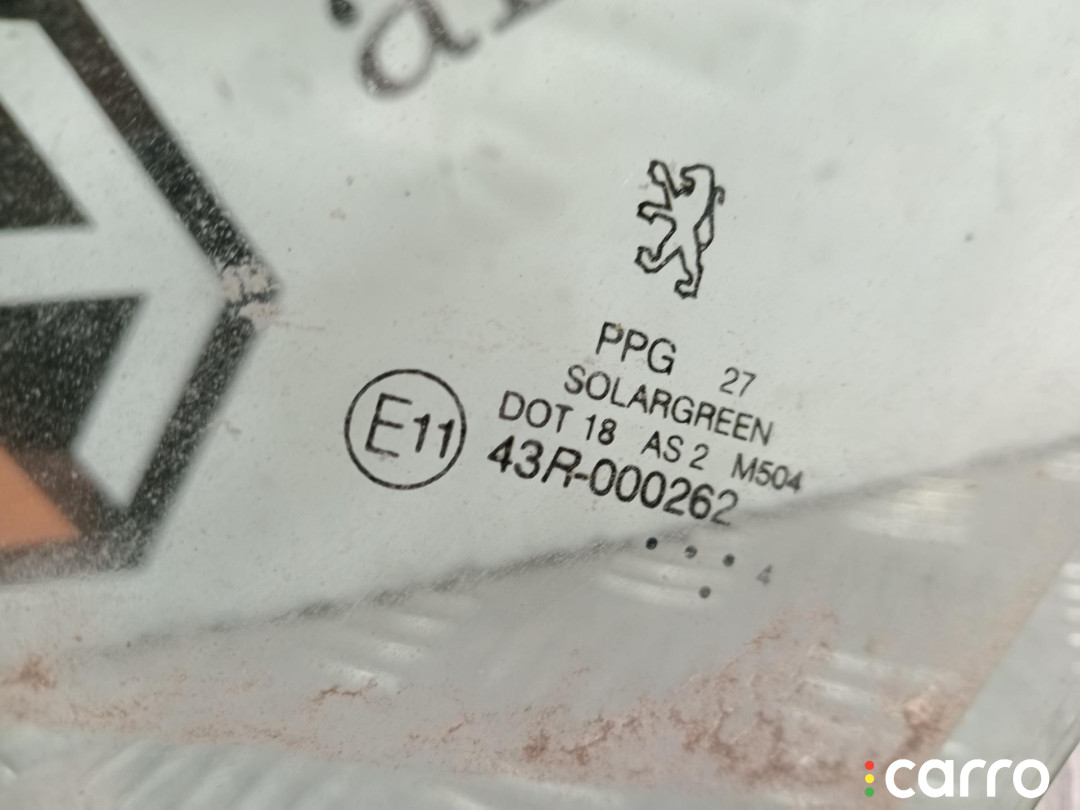 PPG 27
SOLARGREEN
DOT 18 AS 2 M504
E11
43R-000262
. . . 4
.
carro